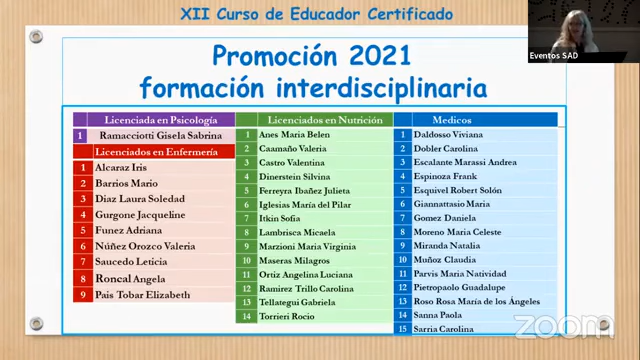 XII Curso de Educador Certificado
Promoción 2021
formación interdisciplinaria
Eventos SAD
Licenciada en Psicología
1 Ramacciotti Gisela Sabrina
Licenciados en Enfermería
1 Alcaraz Iris
2 Barrios Mario
3 Diaz Laura Soledad
4 Gurgone Jacqueline
5 Funez Adriana
6 Núñez Orozco Valeria
7 Saucedo Leticia
8 Roncal Angela
9 Pais Tobar Elizabeth
Licenciados en Nutrición
1 Anes Maria Belen
2 Caamaño Valeria
3 Castro Valentina
4 Dinerstein Silvina
5 Ferreyra Ibañez Julieta
6 Iglesias María del Pilar
7 Itkin Sofia
8 Lambrisca Micaela
9 Marzioni Maria Virginia
10 Maseras Milagros
11 Ortiz Angelina Luciana
12 Ramirez Trillo Carolina
13 Tellategui Gabriela
14 Torrieri Rocio
Medicos
1 Daldosso Viviana
2 Dobler Carolina
3 Escalante Marassi Andrea
4 Espinoza Frank
5 Esquivel Robert Solón
6 Giannattasio Maria
7 Gomez Daniela
8 Moreno Maria Celeste
9 Miranda Natalia
10 Muñoz Claudia
11 Parvis Maria Natividad
12 Pietropaolo Guadalupe
13 Roso Rosa María de los Ángeles
14 Sanna Paola
15 Sarria Carolina
zoom